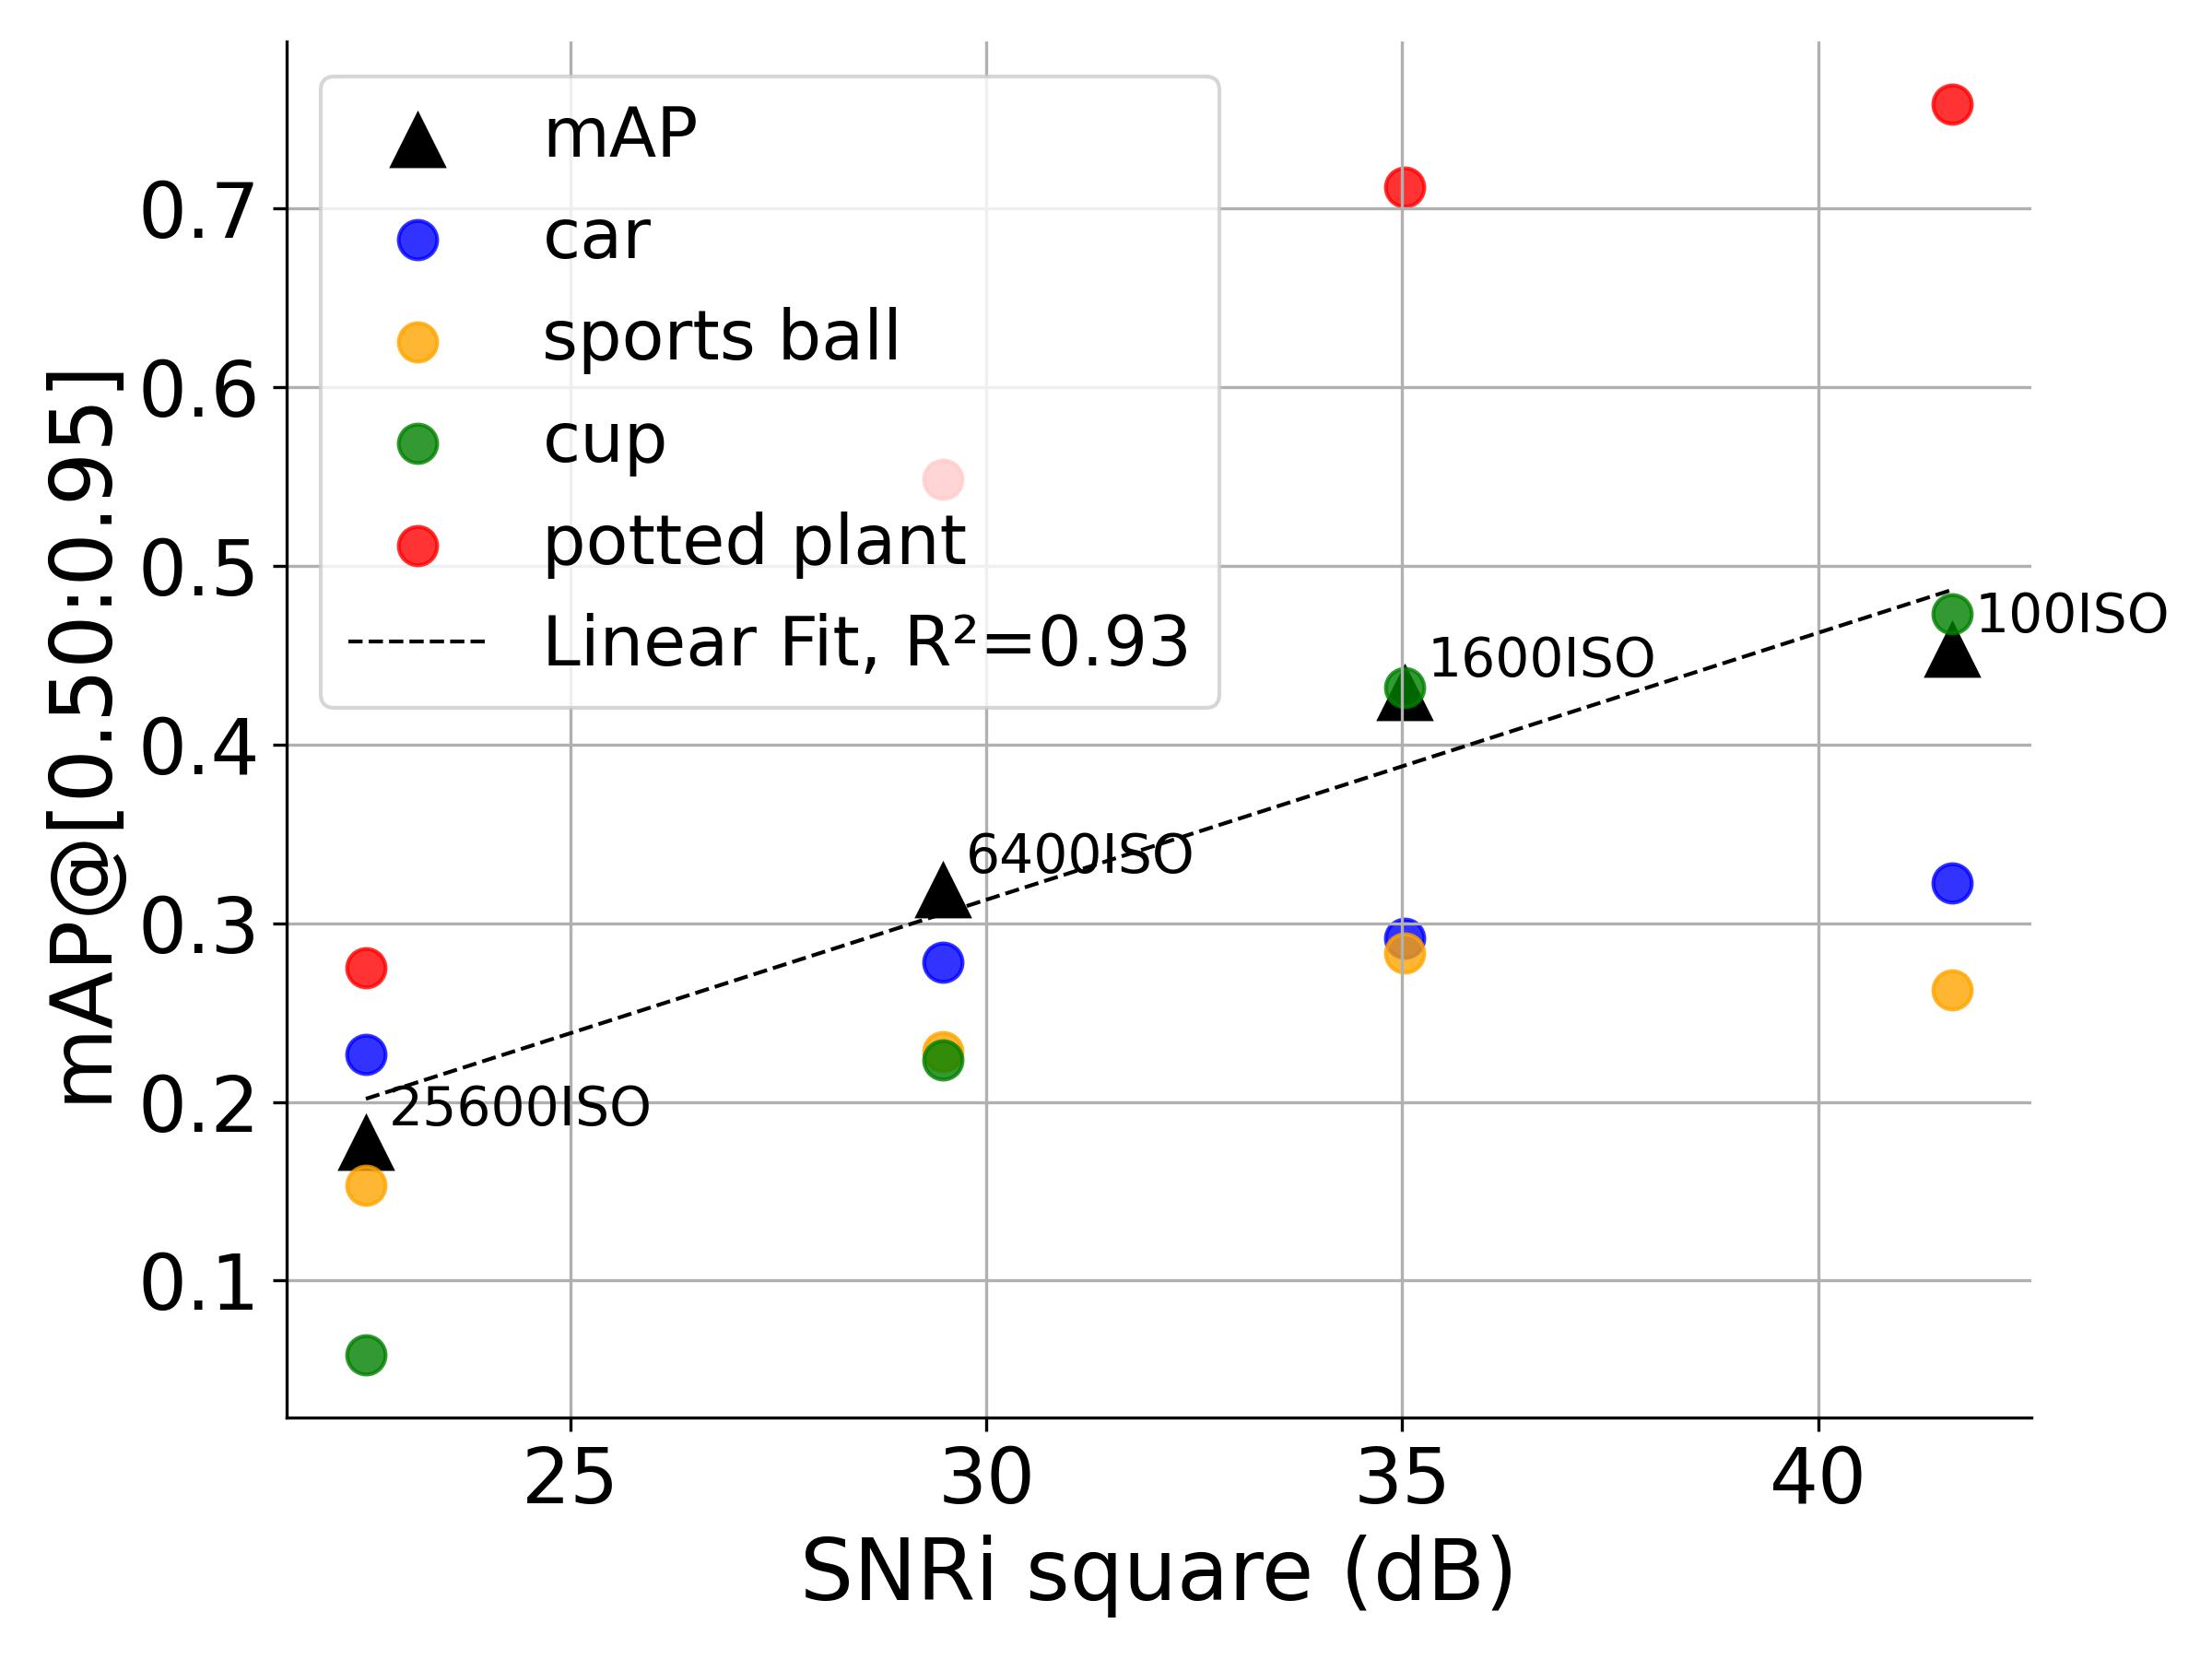 mAP
car
sports ball
cup
potted plant
Linear Fit, R²=0.93
0.7
0.6
0.5
0.4
0.3
0.2
0.1
mAP@[0.50:0.95]
100ISO
1600ISO
6400ISO
25600ISO
25 30 35 40
SNRi square (dB)